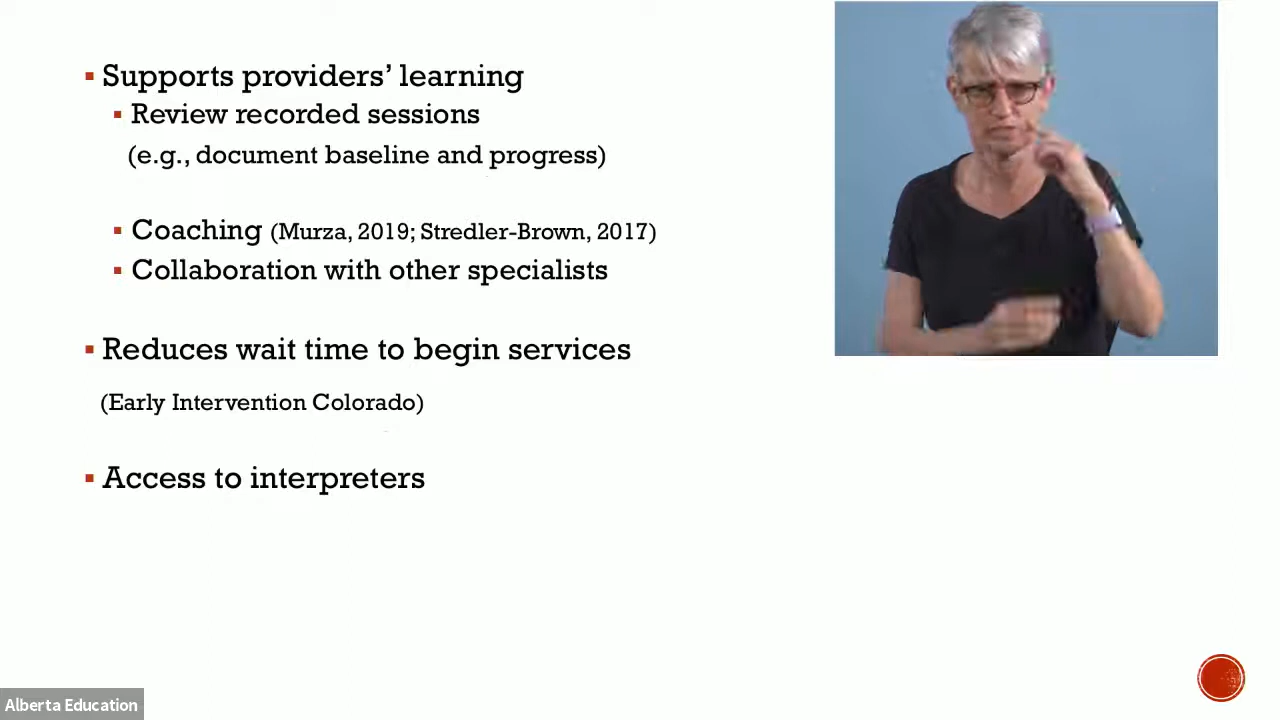 ▪ Supports providers’ learning
▪ Review recorded sessions
(e.g., document baseline and progress)
▪ Coaching (Murza, 2019; Stredler-Brown, 2017)
▪ Collaboration with other specialists
▪ Reduces wait time to begin services
(Early Intervention Colorado)
▪ Access to interpreters
Alberta Education